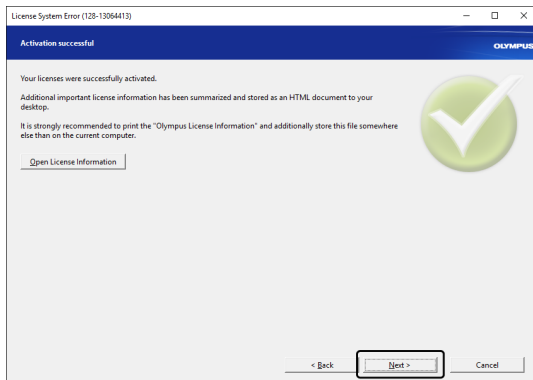 License System Error (128-13064413)
Activation successful
OLYMPUS
Your licenses were successfully activated.
Additional important license information has been summarized and stored as an HTML document to your
desktop.
It is strongly recommended to print the "Olympus License Information" and additionally store this file somewhere
else than on the current computer.
Open License Information
< Back
Next >
Cancel